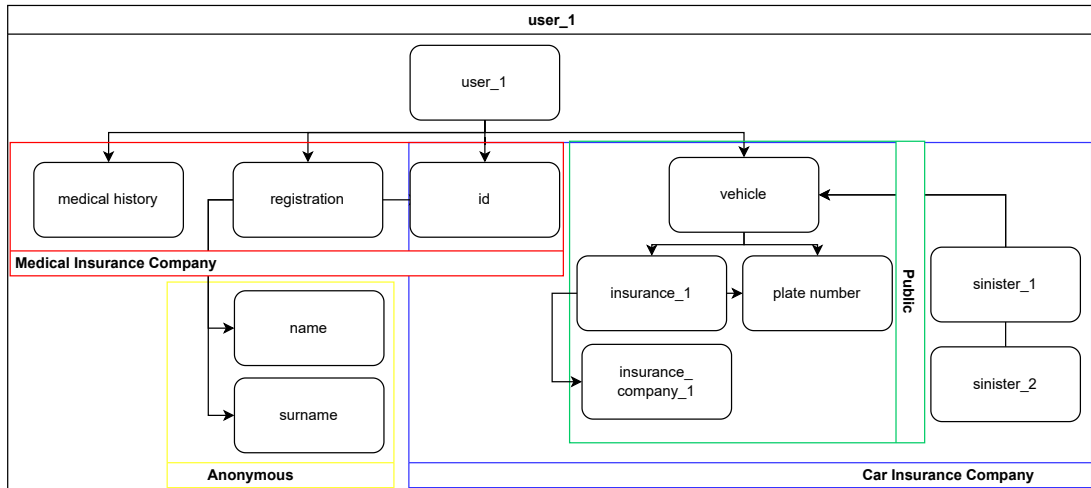 user_1
user_1
medical history
registration
id
vehicle
Medical Insurance Company
insurance_1
plate number
Public
sinister_1
name
insurance_
company_1
sinister_2
surname
Anonymous
Car Insurance Company